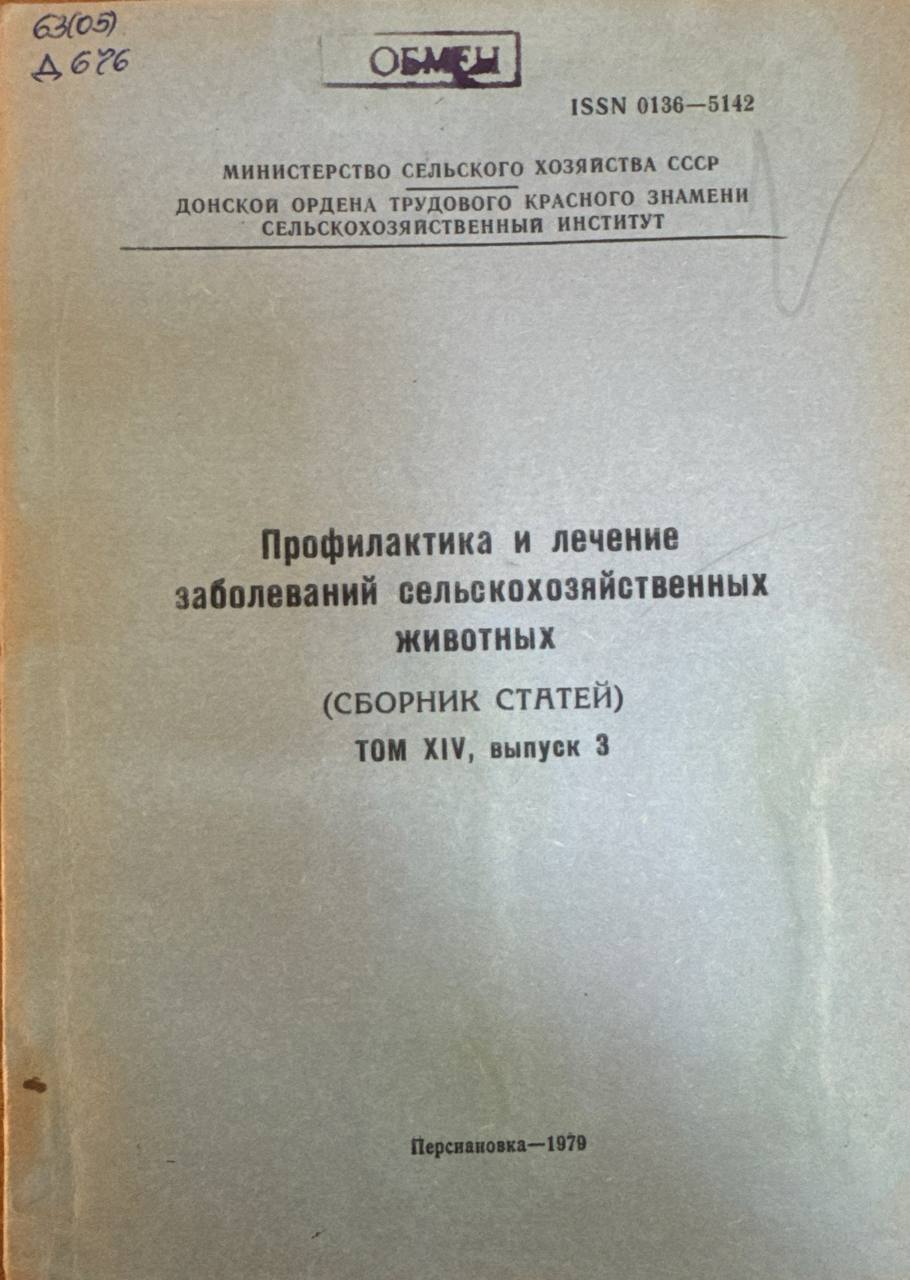 63(05)
Д 676
ОБМЕН
ISSN 0136—5142
МИНИСТЕРСТВО СЕЛЬСКОГО ХОЗЯЙСТВА СССР
ДОНСКОЙ ОРДЕНА ТРУДОВОГО КРАСНОГО ЗНАМЕНИ
СЕЛЬСКОХОЗЯЙСТВЕННЫЙ ИНСТИТУТ
Профилактика и лечение
заболеваний сельскохозяйственных
животных
(СБОРНИК СТАТЕЙ)
ТОМ XIV, выпуск 3
Персиановка—1979